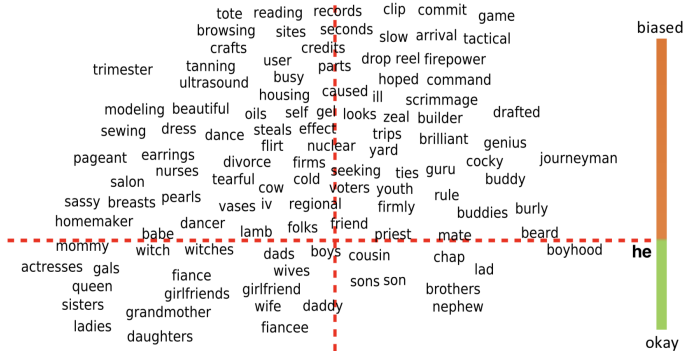 tote reading records clip commit game
browsing sites seconds slow arrival tactical biased
crafts credits
trimester tanning user parts drop reel firepower
ultrasound busy hoped command
housing caused ill scrimmage
modeling beautiful oils self gel looks zeal builder drafted
sewing dress dance steals effect trips brilliant genius
flirt nuclear yard
pageant earrings divorce firms seeking ties guru cocky journeyman
nurses
salon tearful cow cold voters youth buddy
sassy breasts pearls vases iv regional firmly rule buddies burly
homemaker dancer babe lamb folks friend priest mate beard
mommy witch witches dads boys cousin chap boyhood he
actresses gals fiance wives sons son lad
queen girlfriends girlfriend brothers
sisters grandmother wife daddy nephew
ladies daughters fiancee okay